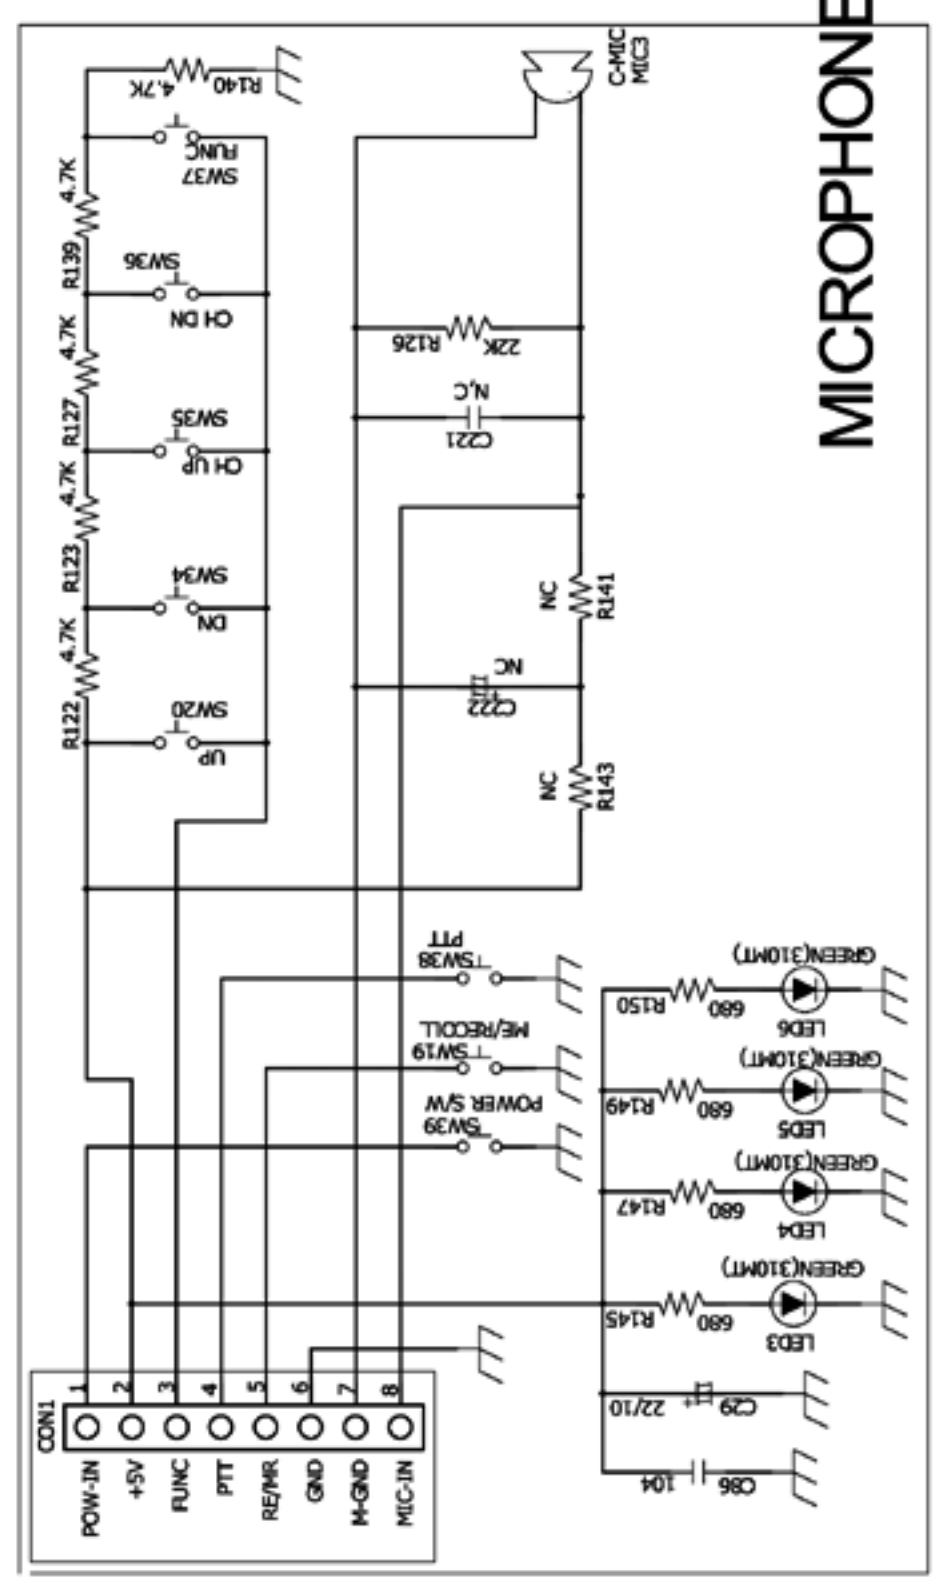 MICROPHONE
C-MIC
MIC3
4.7K
R140
FUNC
SW37
4.7K
R139
SW36
CH DN
4.7K
R127
SW35
CH UP
4.7K
R123
SW34
DN
4.7K
R122
SW20
UP
R126
22K
N,C
C221
NC
R141
NC
C222
NC
R143
PTT
SW38
ME/RECOLL
SW19
POWER S/W
SW39
GREEN(310MT)
R150
680
LED6
GREEN(310MT)
R149
680
LED5
GREEN(310MT)
R147
680
LED4
GREEN(310MT)
R145
680
LED3
22/10
+
C29
104
C86
CON1
1
2
3
4
5
6
7
8
POW-IN
+5V
FUNC
PTT
RE/MR
GND
M-GND
MIC-IN